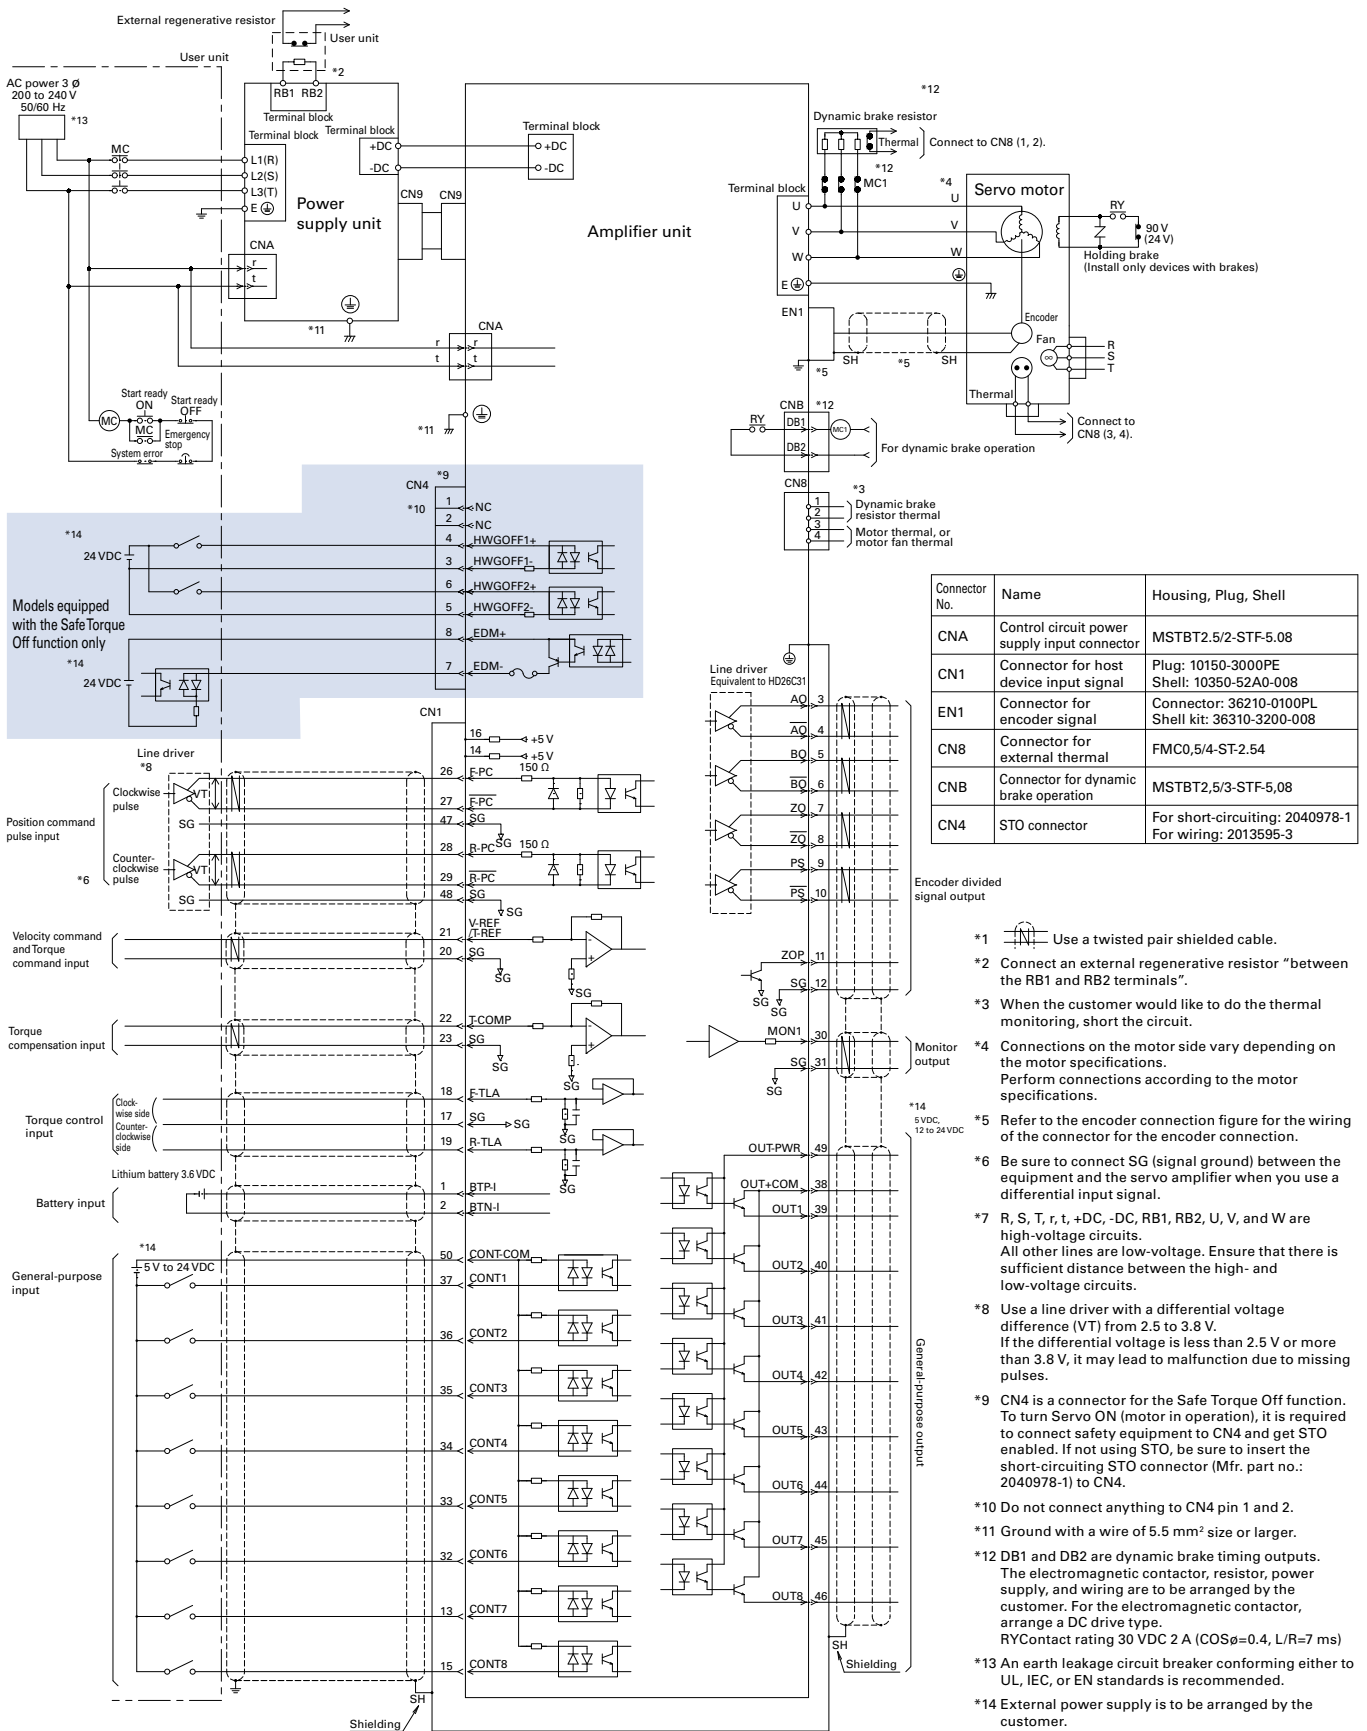 External regenerative resistor
User unit
User unit
*2
AC power 3 Ø
200 to 240 V
50/60 Hz
*13
RB1 RB2
Terminal block
Terminal block
Terminal block
+DC
-DC
Terminal block
+DC
-DC
MC
L1(R)
L2(S)
L3(T)
E
Power
supply unit
CN9
CN9
Amplifier unit
CNA
r
t
*11
CNA
r
r
t
t
*11
MC
Start ready
ON
Start ready
OFF
MC
Emergency
stop
System error
*12
Dynamic brake resistor
Thermal
Connect to CN8 (1, 2).
*12
MC1
Terminal block
*4
Servo motor
U
U
V
V
W
W
E
RY
90 V
(24 V)
Holding brake
(Install only devices with brakes)
EN1
Encoder
Fan
R
S
T
SH
SH
*5
*5
Thermal
Connect to
CN8 (3, 4).
CNB
*12
RY
DB1
MC1
DB2
For dynamic brake operation
CN8
*3
1
2
3
4
Dynamic brake
resistor thermal
Motor thermal, or
motor fan thermal
*9
CN4
*10
1
NC
2
NC
*14
24 VDC
4
HWGOFF1+
3
HWGOFF1-
6
HWGOFF2+
5
HWGOFF2-
Models equipped
with the Safe Torque
Off function only
8
EDM+
*14
24 VDC
7
EDM-
CN1
16
+5 V
14
+5 V
Line driver
*8
Clockwise
pulse
VT
26
F-PC
150 Ω
27
F-PC
Position command
pulse input
SG
47
SG
SG
28
R-PC
150 Ω
*6
Counter-
clockwise
pulse
VT
29
R-PC
SG
48
SG
SG
Velocity command
and Torque
command input
21
V-REF
/T-REF
20
SG
SG
SG
Torque
compensation input
22
T-COMP
23
SG
SG
SG
Torque control
input
Clock-
wise side
Counter-
clockwise
side
18
F-TLA
17
SG
SG
19
R-TLA
SG
Lithium battery 3.6 VDC
Battery input
1
BTP-I
2
BTN-I
General-purpose
input
*14
5 V to 24 VDC
50
CONT-COM
37
CONT1
36
CONT2
35
CONT3
34
CONT4
33
CONT5
32
CONT6
13
CONT7
15
CONT8
SH
Shielding
Line driver
Equivalent to HD26C31
AO
3
AO
4
BO
5
BO
6
ZO
7
ZO
8
PS
9
PS
10
Encoder divided
signal output
ZOP
11
SG
SG
12
SG
MON1
30
SG
31
SG
Monitor
output
*14
5 VDC,
12 to 24 VDC
OUT-PWR
49
OUT+COM
38
OUT1
39
OUT2
40
OUT3
41
OUT4
42
OUT5
43
OUT6
44
OUT7
45
OUT8
46
General-purpose output
SH
Shielding
Connector No. Name Housing, Plug, Shell
CNA Control circuit power supply input connector MSTBT2.5/2-STF-5.08
CN1 Connector for host device input signal Plug: 10150-3000PE Shell: 10350-52A0-008
EN1 Connector for encoder signal Connector: 36210-0100PL Shell kit: 36310-3200-008
CN8 Connector for external thermal FMC0,5/4-ST-2.54
CNB Connector for dynamic brake operation MSTBT2,5/3-STF-5,08
CN4 STO connector For short-circuiting: 2040978-1 For wiring: 2013595-3
*1 Use a twisted pair shielded cable.
*2 Connect an external regenerative resistor “between
the RB1 and RB2 terminals”.
*3 When the customer would like to do the thermal
monitoring, short the circuit.
*4 Connections on the motor side vary depending on
the motor specifications.
Perform connections according to the motor
specifications.
*5 Refer to the encoder connection figure for the wiring
of the connector for the encoder connection.
*6 Be sure to connect SG (signal ground) between the
equipment and the servo amplifier when you use a
differential input signal.
*7 R, S, T, r, t, +DC, -DC, RB1, RB2, U, V, and W are
high-voltage circuits.
All other lines are low-voltage. Ensure that there is
sufficient distance between the high- and
low-voltage circuits.
*8 Use a line driver with a differential voltage
difference (VT) from 2.5 to 3.8 V.
If the differential voltage is less than 2.5 V or more
than 3.8 V, it may lead to malfunction due to missing
pulses.
*9 CN4 is a connector for the Safe Torque Off function.
To turn Servo ON (motor in operation), it is required
to connect safety equipment to CN4 and get STO
enabled. If not using STO, be sure to insert the
short-circuiting STO connector (Mfr. part no.:
2040978-1) to CN4.
*10 Do not connect anything to CN4 pin 1 and 2.
*11 Ground with a wire of 5.5 mm² size or larger.
*12 DB1 and DB2 are dynamic brake timing outputs.
The electromagnetic contactor, resistor, power
supply, and wiring are to be arranged by the
customer. For the electromagnetic contactor,
arrange a DC drive type.
RYContact rating 30 VDC 2 A (COSø=0.4, L/R=7 ms)
*13 An earth leakage circuit breaker conforming either to
UL, IEC, or EN standards is recommended.
*14 External power supply is to be arranged by the
customer.